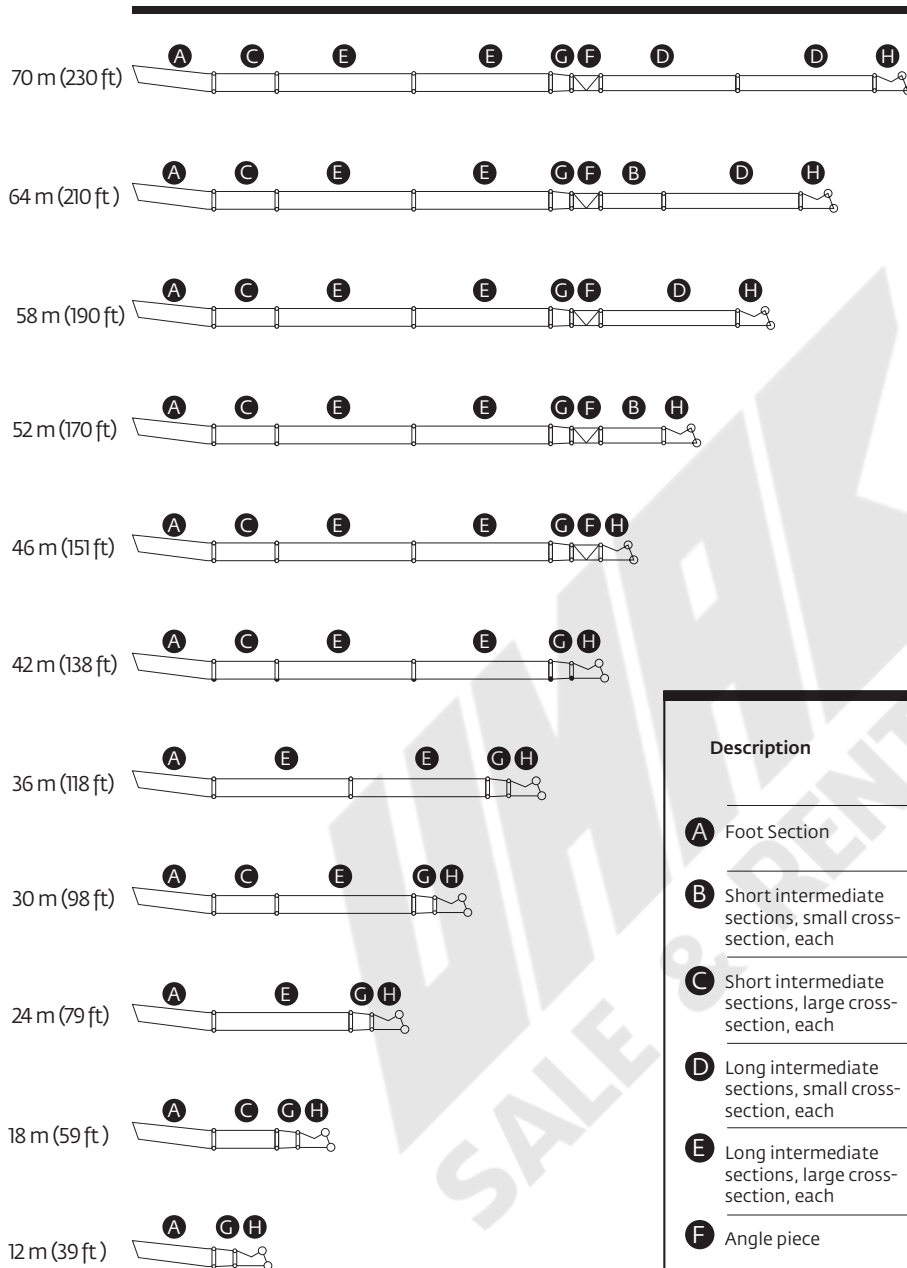 A C E E G F D D H
70 m (230 ft)
A C E E G F B D H
64 m (210 ft )
A C E E G F D H
58 m (190 ft)
A C E E G F B H
52 m (170 ft)
A C E E G F H
46 m (151 ft)
A C E E G H
42 m (138 ft)
A E E G H
36 m (118 ft)
A C E G H
30 m (98 ft)
A E G H
24 m (79 ft)
A C G H
18 m (59 ft )
A G H
12 m (39 ft )
Description
A Foot Section
B Short intermediate
sections, small cross-
section, each
C Short intermediate
sections, large cross-
section, each
D Long intermediate
sections, small cross-
section, each
E Long intermediate
sections, large cross-
section, each
F Angle piece
UMAK
SALE & RENT